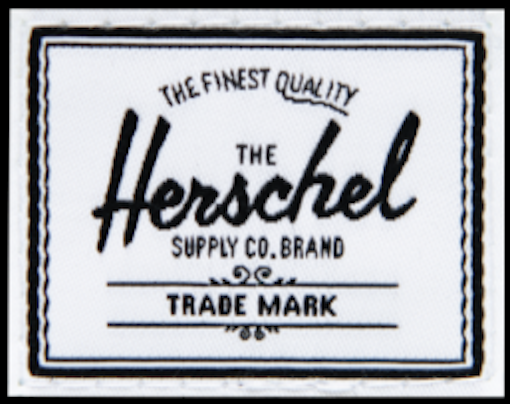 THE FINEST QUALITY
THE
Herschel
SUPPLY CO. BRAND
TRADE MARK